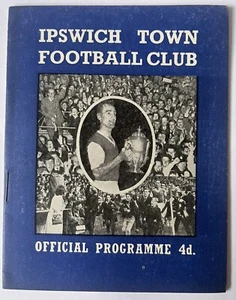 IPSWICH TOWN
FOOTBALL CLUB
OFFICIAL PROGRAMME 4d.